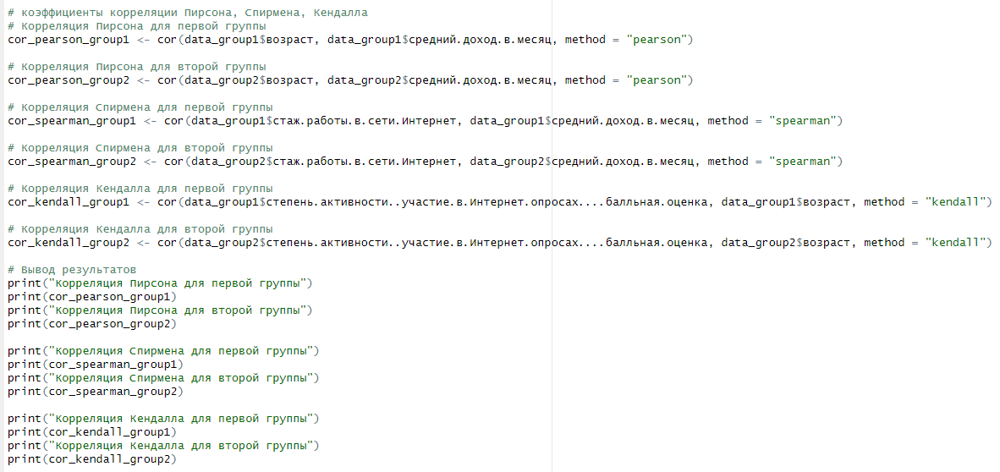 # коэффициенты корреляции Пирсона, Спирмена, Кендалла
# Корреляция Пирсона для первой группы
cor_pearson_group1 <- cor(data_group1$возраст, data_group1$средний.доход.в.месяц, method = "pearson")
# Корреляция Пирсона для второй группы
cor_pearson_group2 <- cor(data_group2$возраст, data_group2$средний.доход.в.месяц, method = "pearson")
# Корреляция Спирмена для первой группы
cor_spearman_group1 <- cor(data_group1$стаж.работы.в.сети.Интернет, data_group1$средний.доход.в.месяц, method = "spearman")
# Корреляция Спирмена для второй группы
cor_spearman_group2 <- cor(data_group2$стаж.работы.в.сети.Интернет, data_group2$средний.доход.в.месяц, method = "spearman")
# Корреляция Кендалла для первой группы
cor_kendall_group1 <- cor(data_group1$степень.активности..участие.в.Интернет.опросах....балльная.оценка, data_group1$возраст, method = "kendall")
# Корреляция Кендалла для второй группы
cor_kendall_group2 <- cor(data_group2$степень.активности..участие.в.Интернет.опросах....балльная.оценка, data_group2$возраст, method = "kendall")
# Вывод результатов
print("Корреляция Пирсона для первой группы")
print(cor_pearson_group1)
print("Корреляция Пирсона для второй группы")
print(cor_pearson_group2)
print("Корреляция Спирмена для первой группы")
print(cor_spearman_group1)
print("Корреляция Спирмена для второй группы")
print(cor_spearman_group2)
print("Корреляция Кендалла для первой группы")
print(cor_kendall_group1)
print("Корреляция Кендалла для второй группы")
print(cor_kendall_group2)